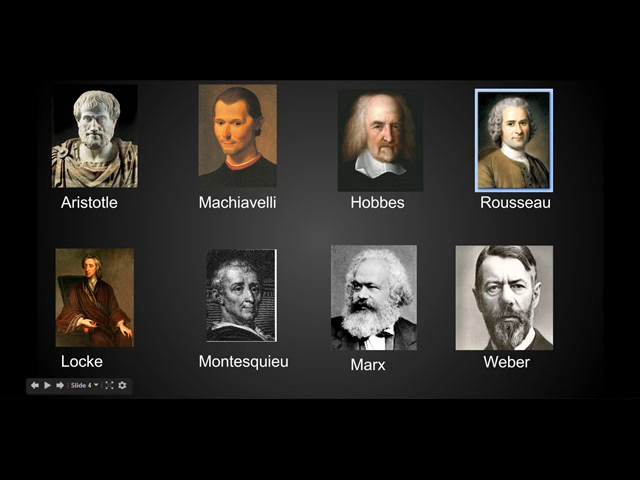 Aristotle
Machiavelli
Hobbes
Rousseau
Locke
Montesquieu
Marx
Weber
Slide 4